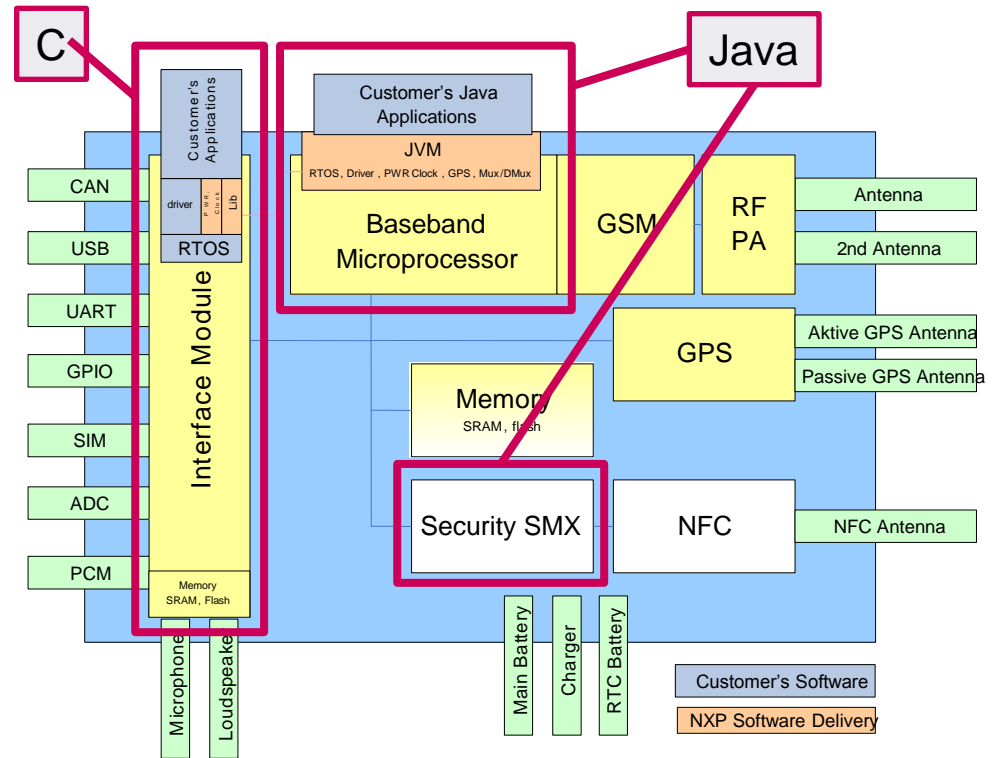 C
Java
Customer's
Applications
driver
PWR.
Clock
Lib
RTOS
Interface Module
Memory
SRAM, Flash
Customer's Java
Applications
JVM
RTOS, Driver, PWR Clock, GPS, Mux/DMux
Baseband
Microprocessor
GSM
RF
PA
GPS
Memory
SRAM, flash
Security SMX
NFC
CAN
USB
UART
GPIO
SIM
ADC
PCM
Antenna
2nd Antenna
Aktive GPS Antenna
Passive GPS Antenna
NFC Antenna
Microphone
Loudspeaker
Main Battery
Charger
RTC Battery
Customer's Software
NXP Software Delivery